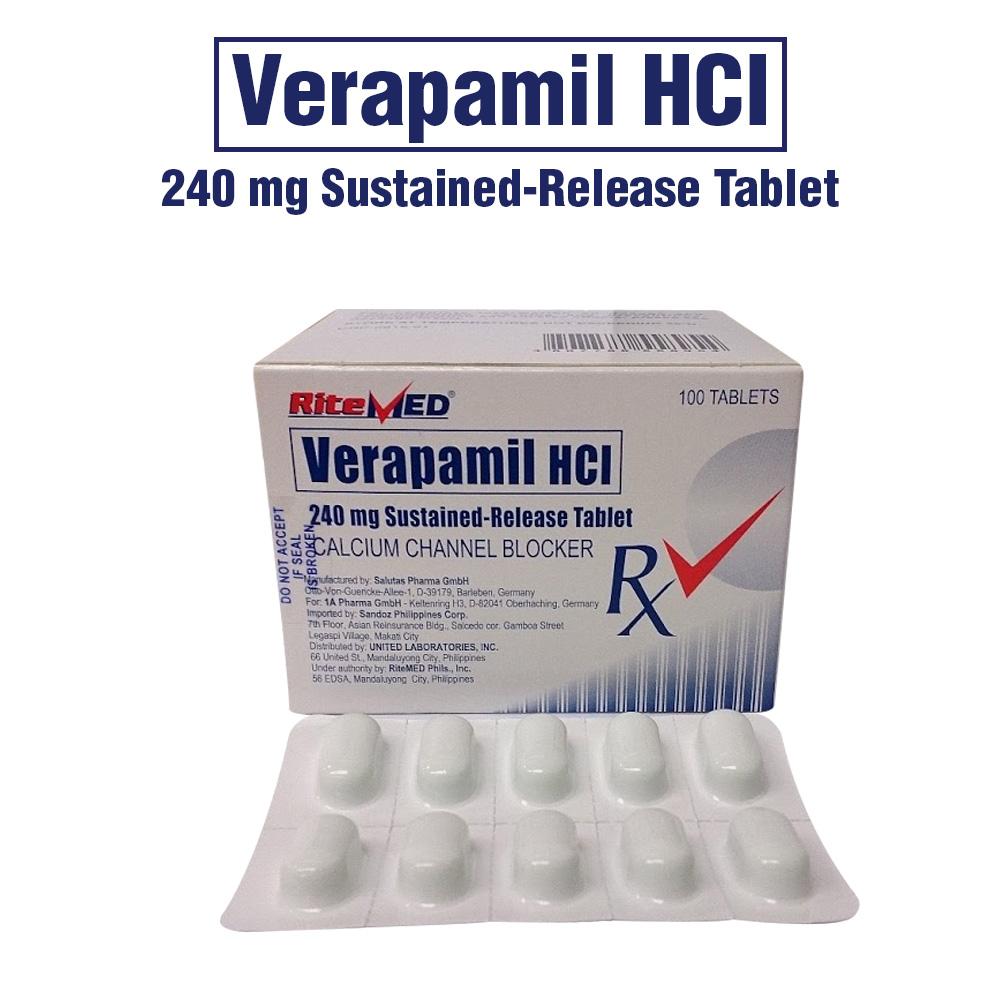 Verapamil HCl
240 mg Sustained-Release Tablet
RiteMED®
100 TABLETS
Verapamil HCl
240 mg Sustained-Release Tablet
CALCIUM CHANNEL BLOCKER
DO NOT ACCEPT
IF SEAL
IS BROKEN
Rx
Manufactured by: Salutas Pharma GmbH
Otto-Von-Guencke-Allee-1, D-39179, Barleben, Germany
For: 1A Pharma GmbH - Keltenring H3, D-82041 Oberhaching, Germany
Imported by: Sandoz Philippines Corp.
7th Floor, Asian Reinsurance Bldg., Salcedo cor. Gamboa Street
Legaspi Village, Makati City
Distributed by: UNITED LABORATORIES, INC.
66 United St., Mandaluyong City, Philippines
Under authority by: RiteMED Phils., Inc.
56 EDSA, Mandaluyong City, Philippines